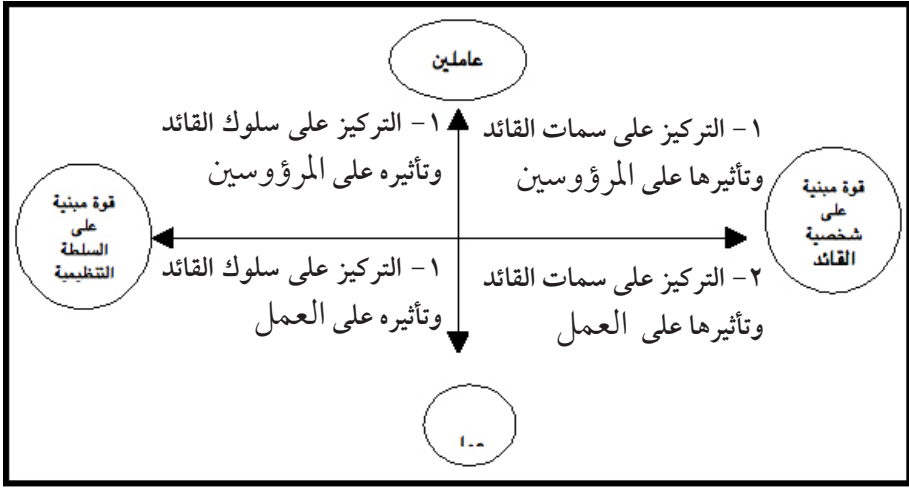 عاملين
١- التركيز على سمات القائد
وتأثيرها على المرؤوسين
١- التركيز على سلوك القائد
وتأثيره على المرؤوسين
قوة مبنية
على
شخصية
القائد
قوة مبنية
على
السلطة
التنظيمية
٢- التركيز على سمات القائد
وتأثيرها على العمل
١- التركيز على سلوك القائد
وتأثيره على العمل